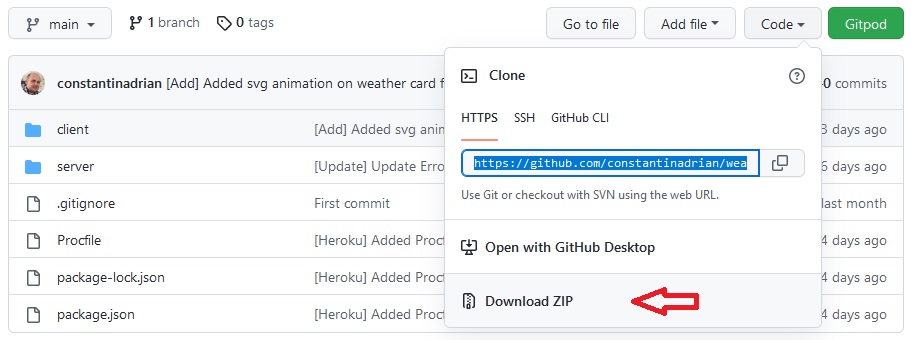 main
1 branch
0 tags
Go to file
Add file
Code
Gitpod
constantinadrian [Add] Added svg animation on weather card f
0 commits
Clone
HTTPS SSH GitHub CLI
https://github.com/constantinadrian/wea
Use Git or checkout with SVN using the web URL.
Open with GitHub Desktop
Download ZIP
client [Add] Added svg anim 3 days ago
server [Update] Update Erro 6 days ago
.gitignore First commit last month
Procfile [Heroku] Added Procf 4 days ago
package-lock.json [Heroku] Added Procf 4 days ago
package.json [Heroku] Added Procf 4 days ago